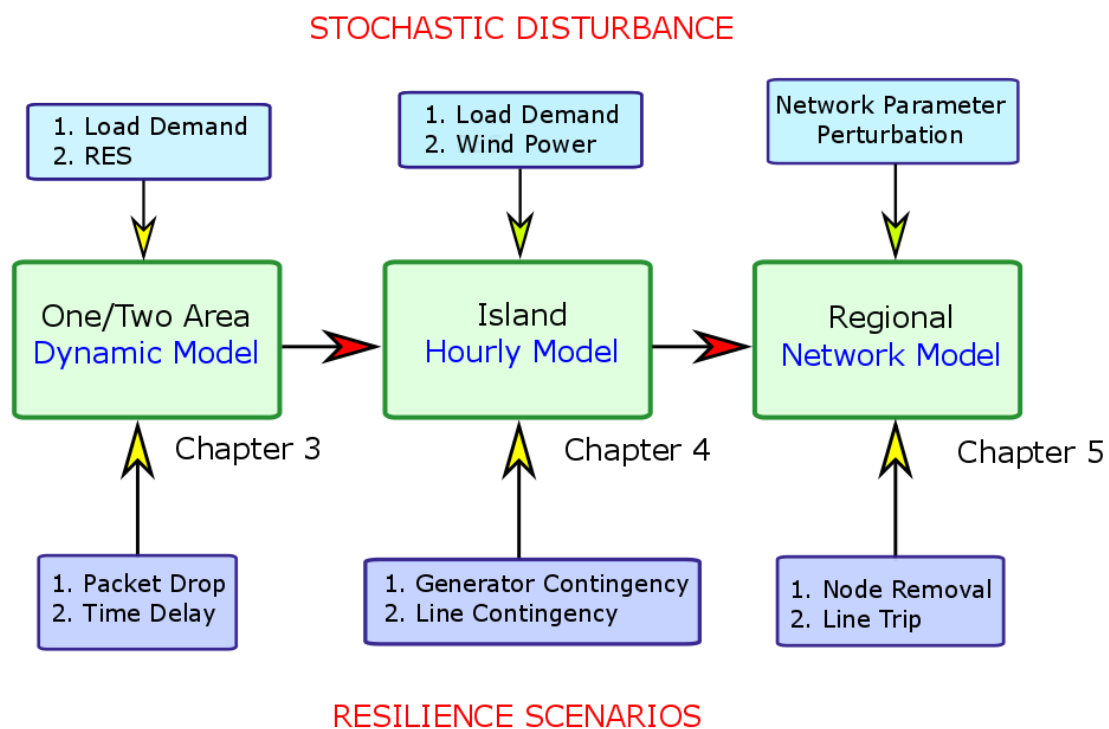 STOCHASTIC DISTURBANCE
1. Load Demand
2. RES
1. Load Demand
2. Wind Power
Network Parameter
Perturbation
One/Two Area
Dynamic Model
Island
Hourly Model
Regional
Network Model
Chapter 3
Chapter 4
Chapter 5
1. Packet Drop
2. Time Delay
1. Generator Contingency
2. Line Contingency
1. Node Removal
2. Line Trip
RESILIENCE SCENARIOS